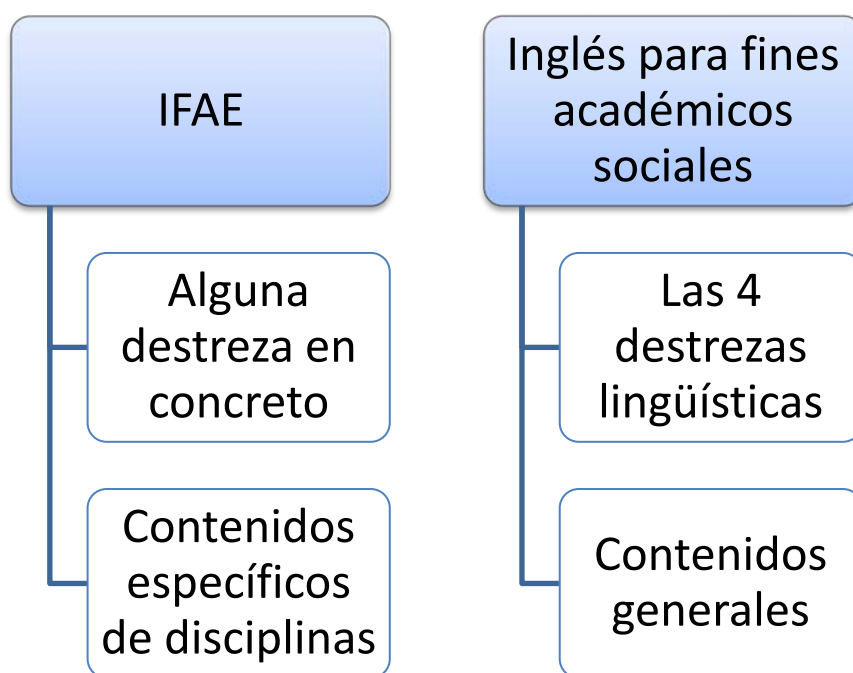 IFAE
Alguna
destreza en
concreto
Contenidos
específicos
de disciplinas
Inglés para fines
académicos
sociales
Las 4
destrezas
lingüísticas
Contenidos
generales